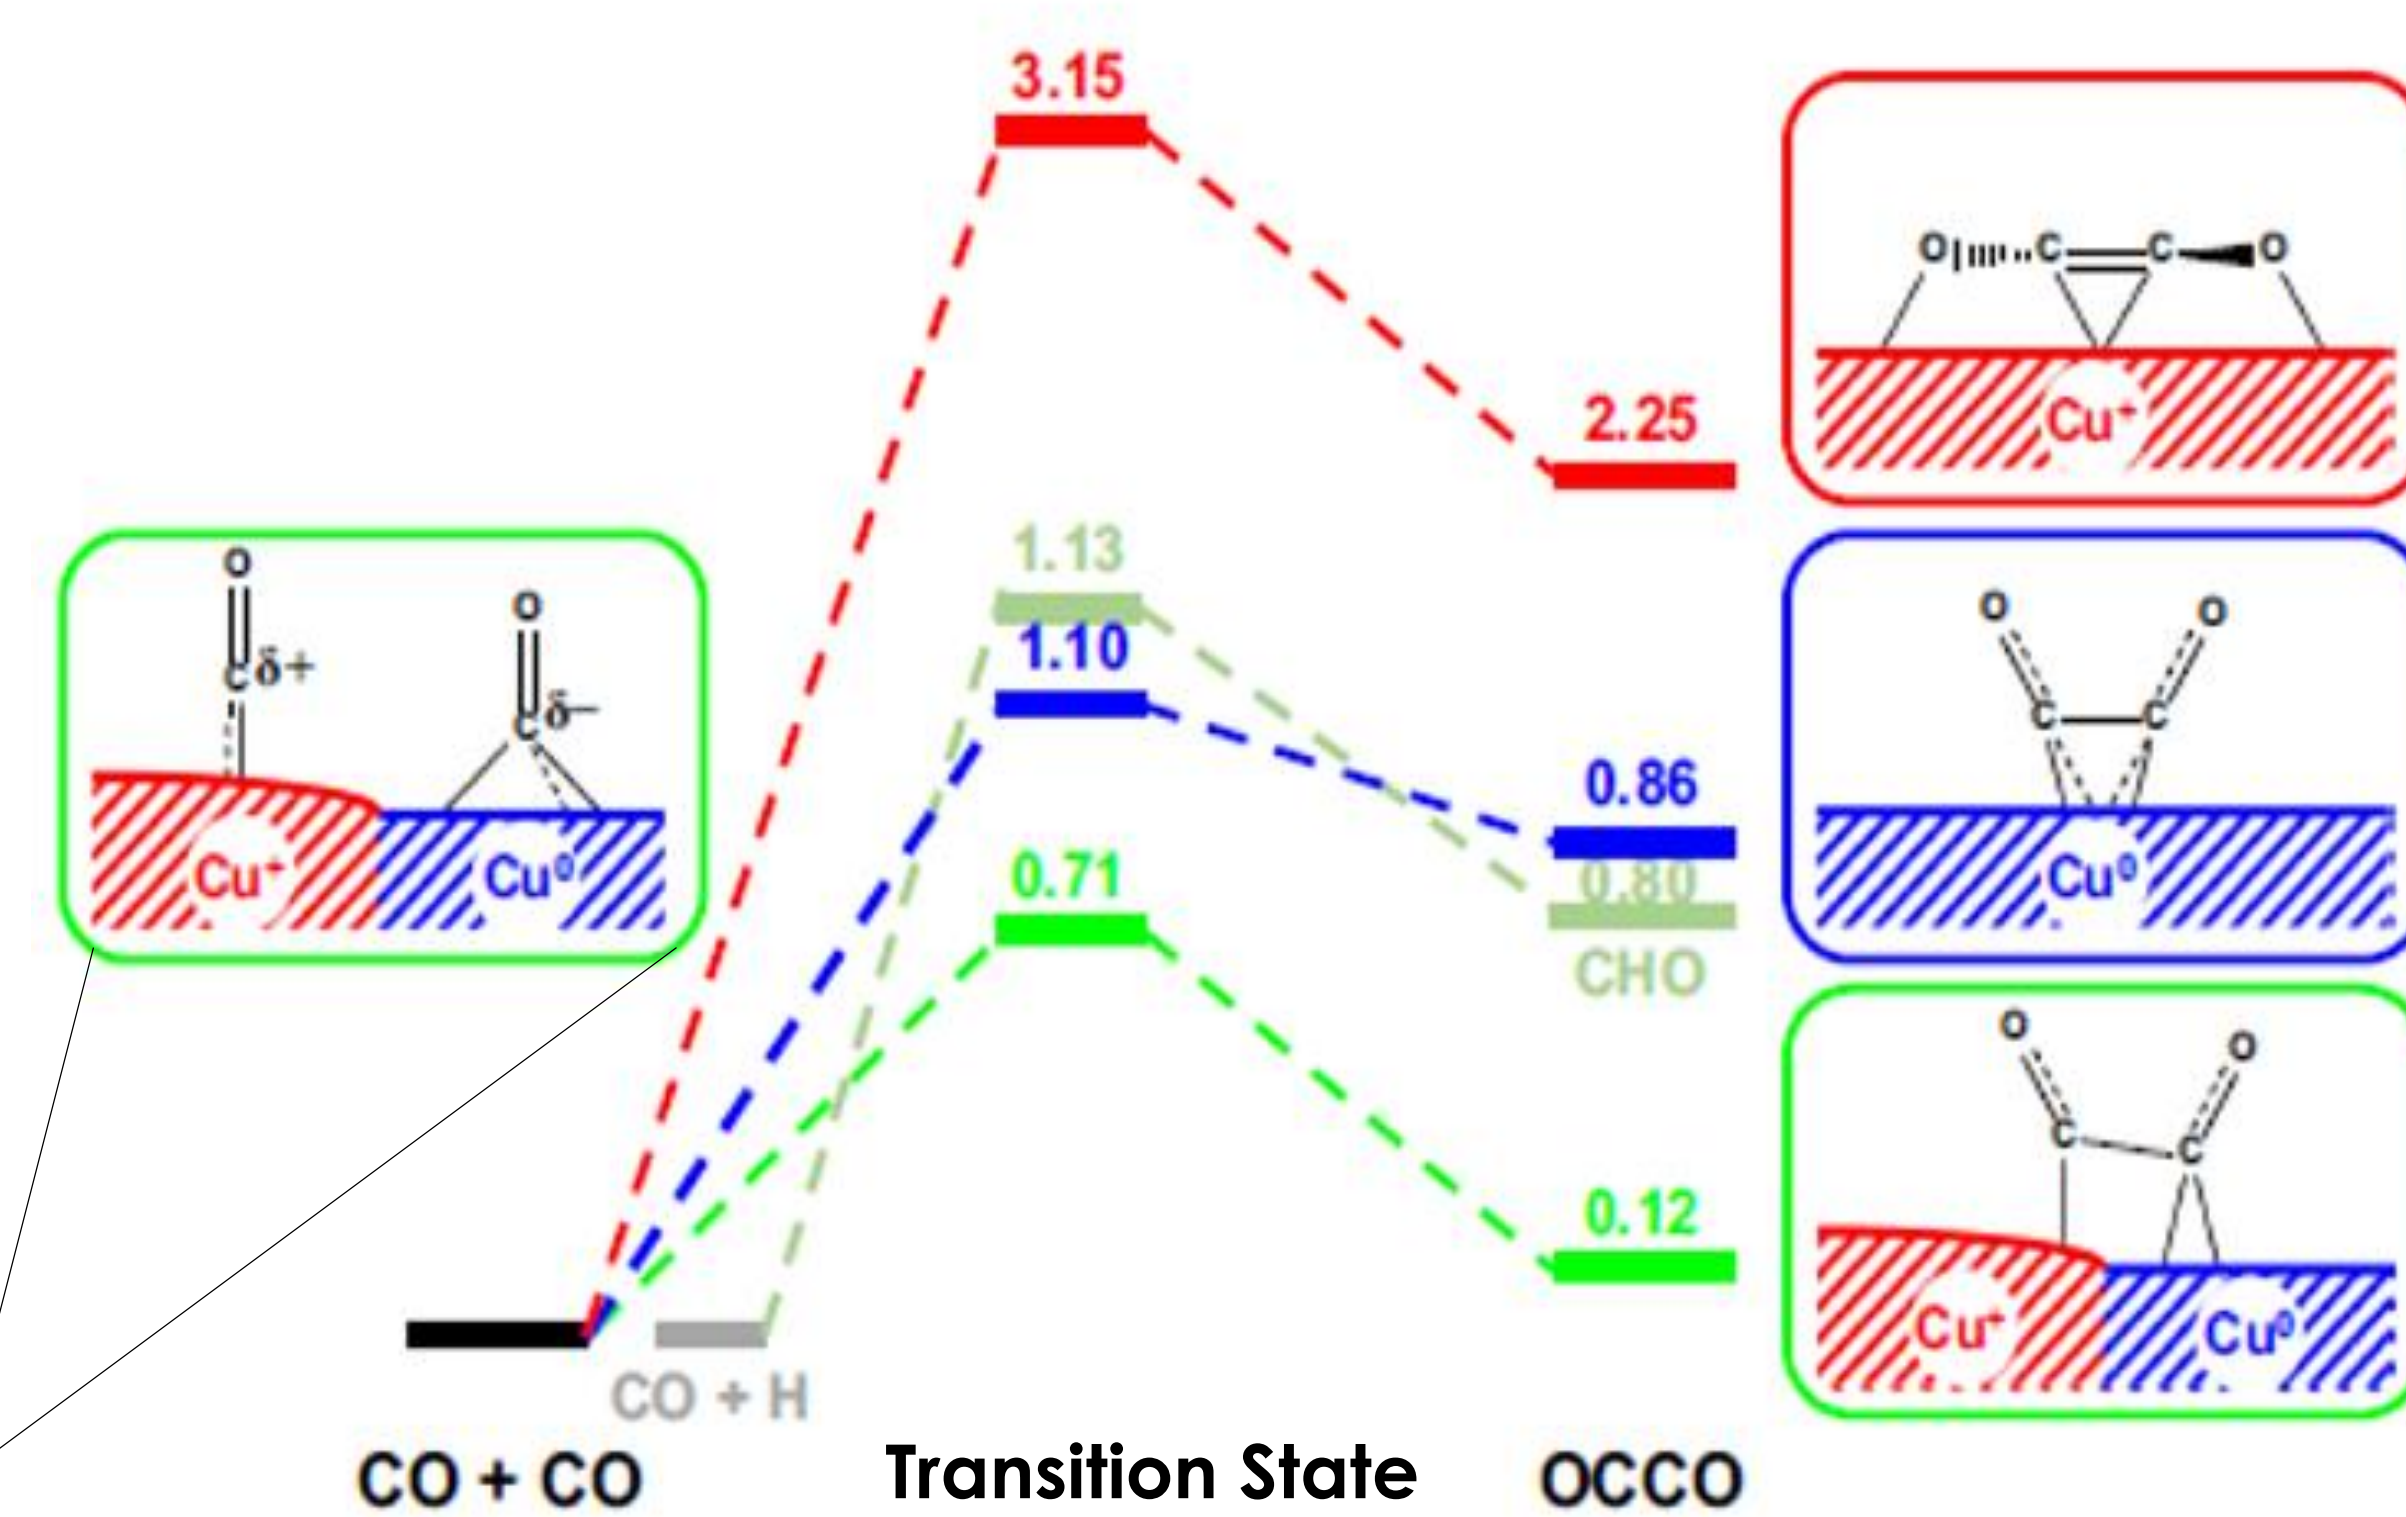 3.15
2.25
O C C O
Cu⁺
1.13
1.10
0.86
0.80
CHO
0.71
0.12
O
C δ+
O
C δ−
Cu⁺ Cu⁰
O O
C C
Cu⁰
O O
C C
Cu⁺ Cu⁰
CO + H
CO + CO
Transition State
OCCO